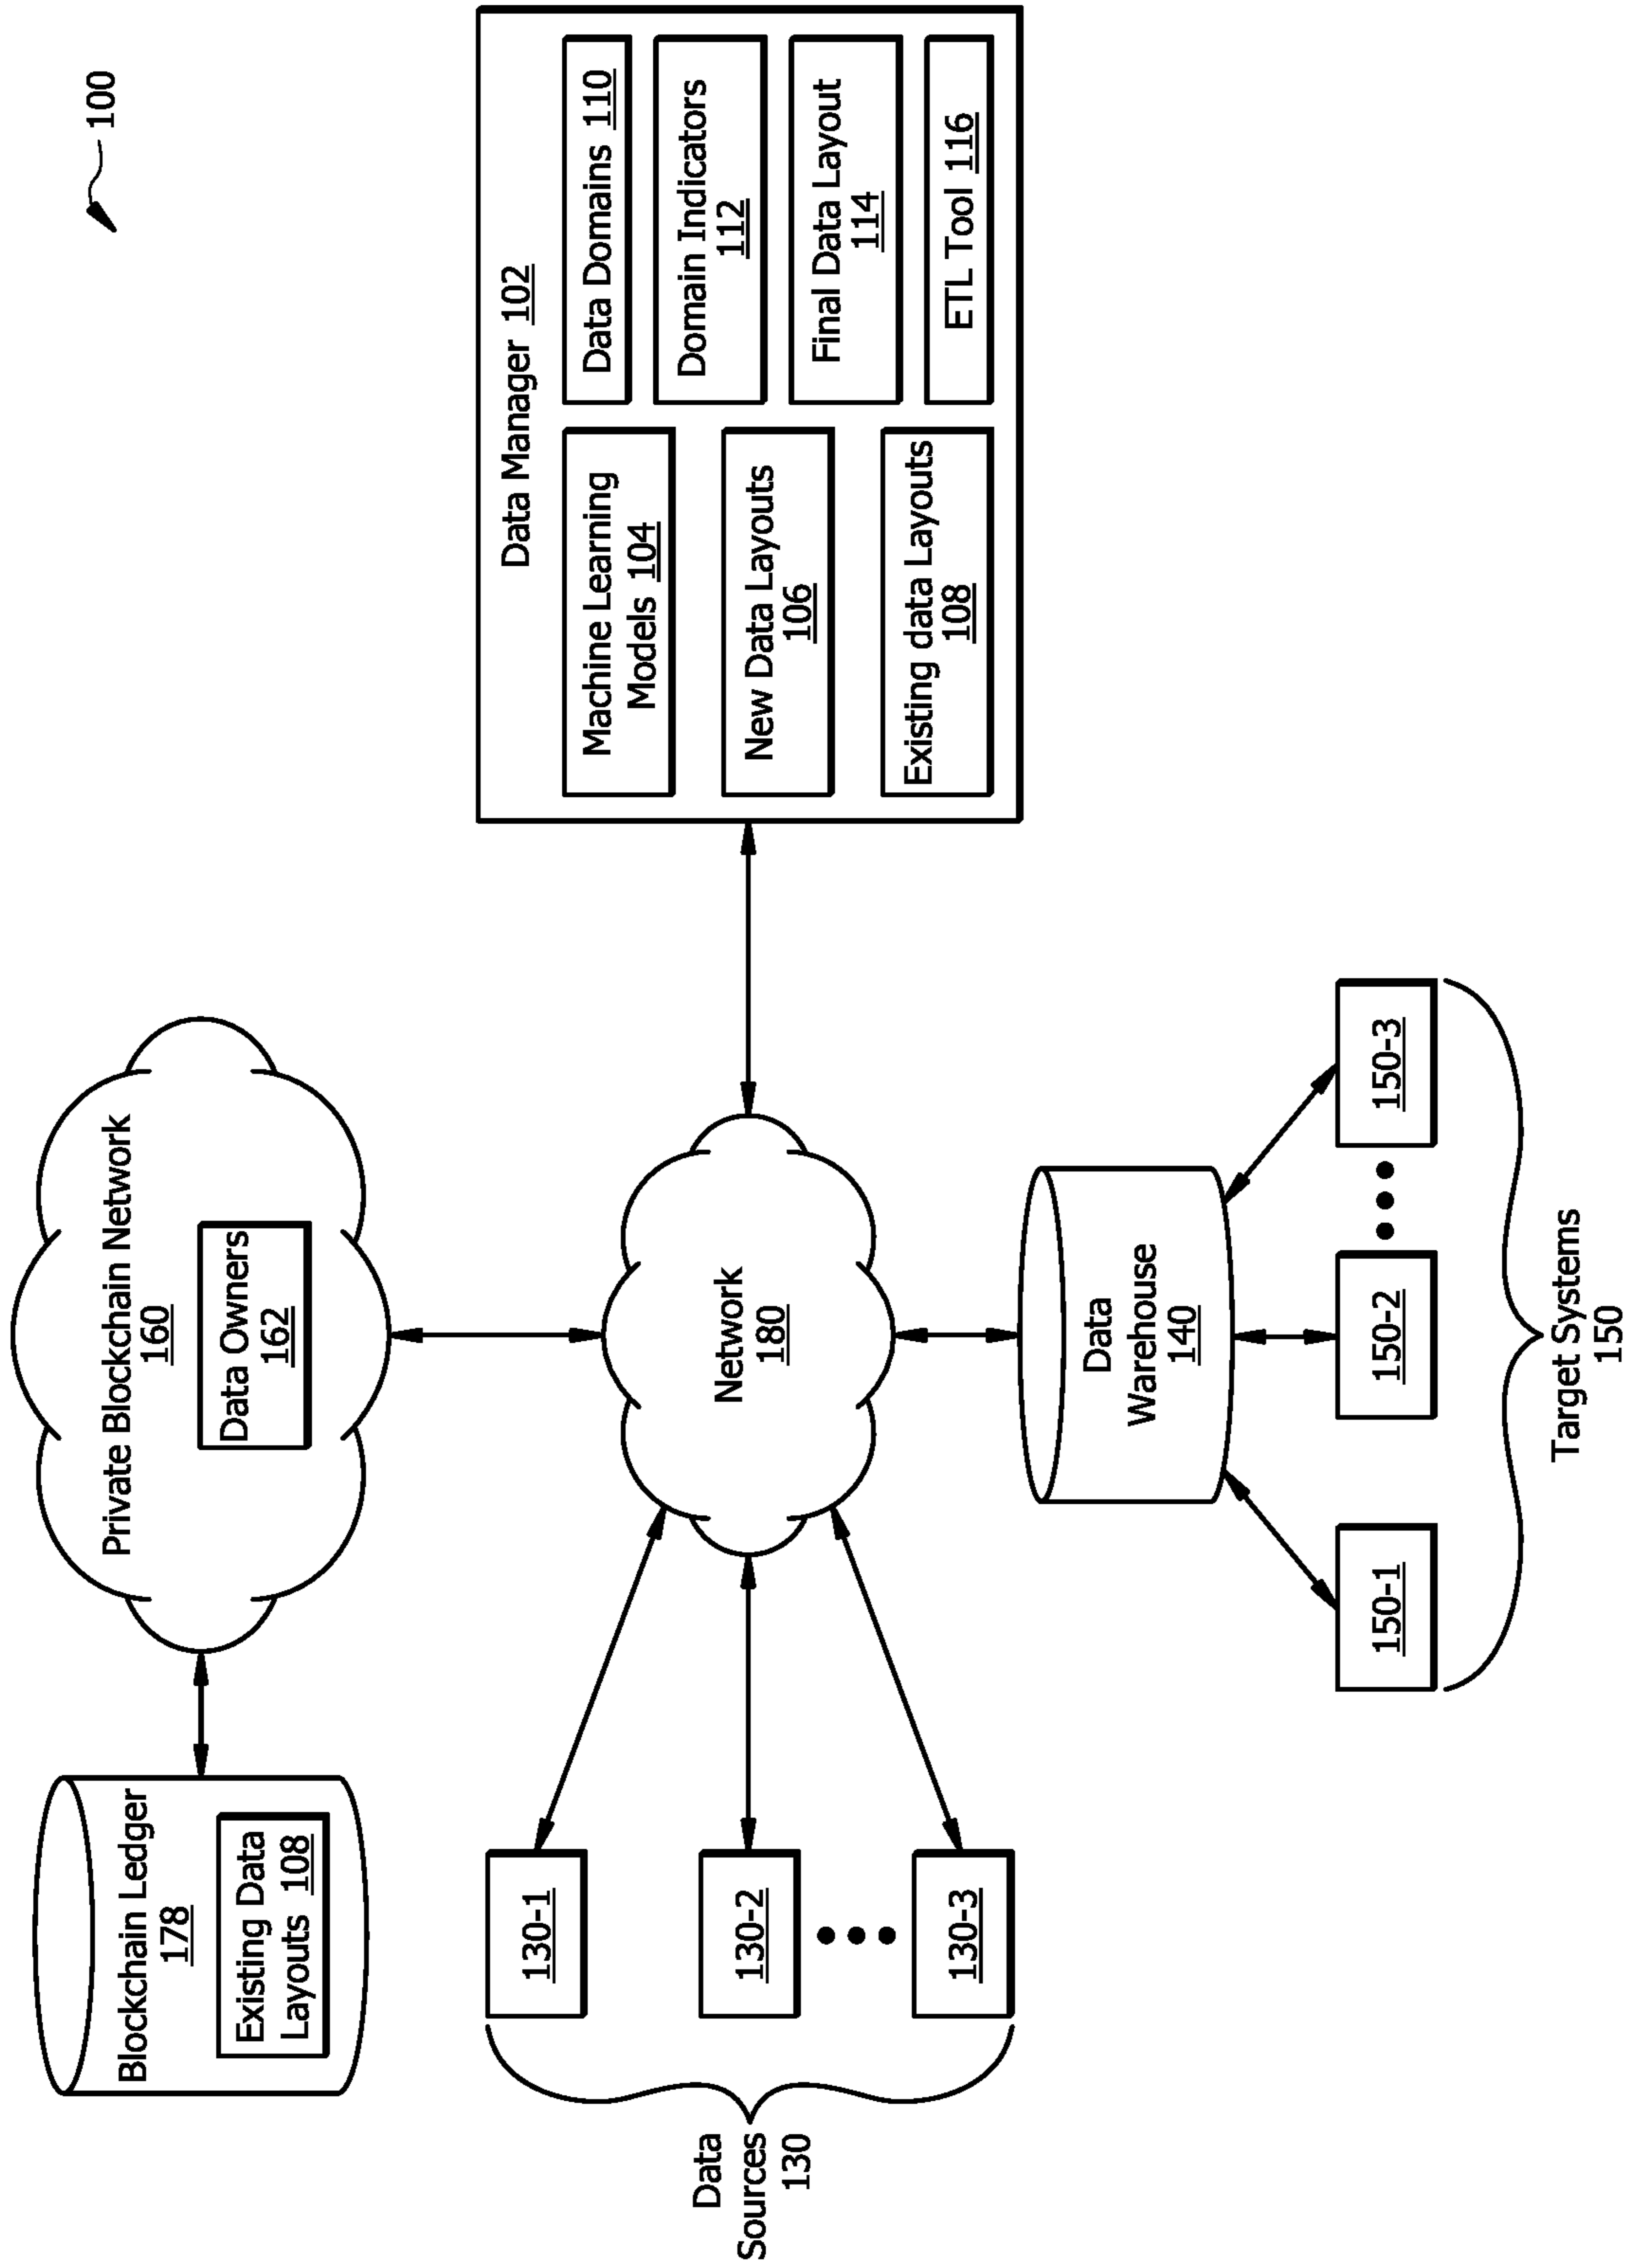 100
Blockchain Ledger
178
Existing Data
Layouts 108
Private Blockchain Network
160
Data Owners
162
Data
Sources
130
130-1
130-2
130-3
Network
180
Data Manager 102
Machine Learning
Models 104
New Data Layouts
106
Existing data Layouts
108
Data Domains 110
Domain Indicators
112
Final Data Layout
114
ETL Tool 116
Data
Warehouse
140
150-1
150-2
150-3
Target Systems
150